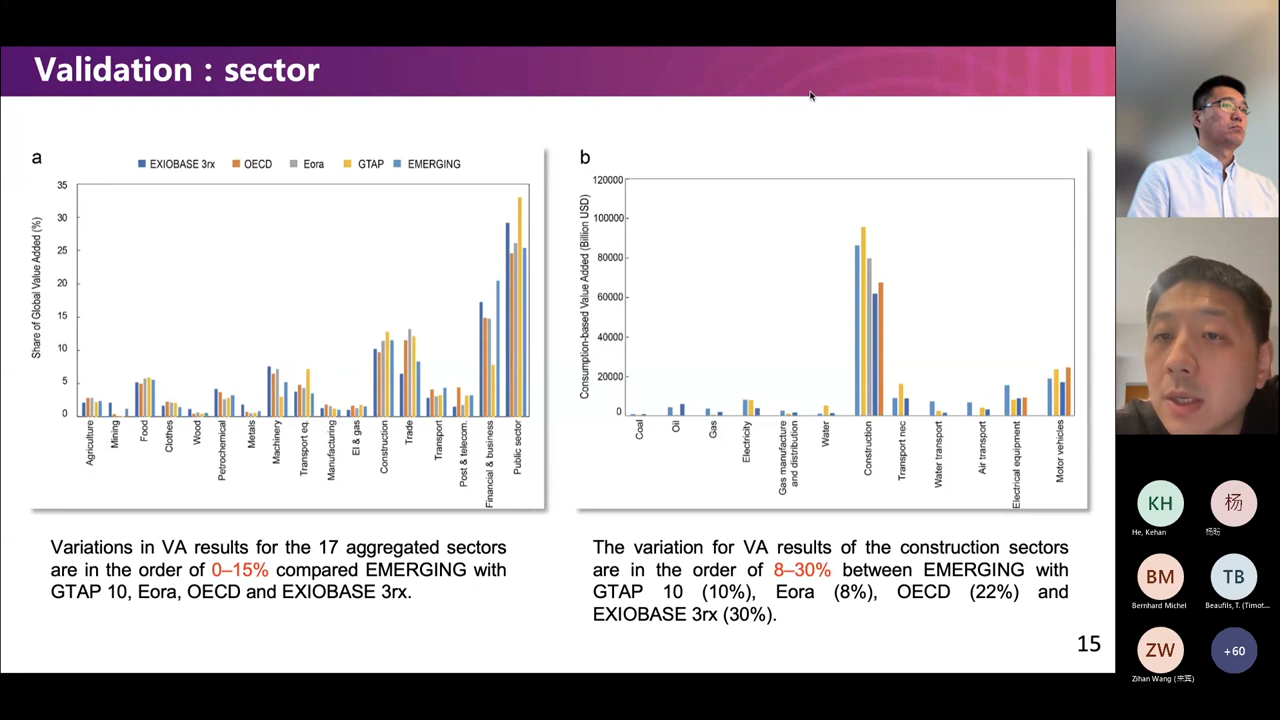 Validation : sector
a
EXIOBASE 3rx OECD Eora GTAP EMERGING
Share of Global Value Added (%)
35
30
25
20
15
10
5
0
Agriculture
Mining
Food
Clothes
Wood
Petrochemical
Metals
Machinery
Transport eq.
Manufacturing
El & gas
Construction
Trade
Transport
Post & telecom.
Financial & business
Public sector
Variations in VA results for the 17 aggregated sectors
are in the order of 0–15% compared EMERGING with
GTAP 10, Eora, OECD and EXIOBASE 3rx.
b
Consumption-based Value Added (Billion USD)
120000
100000
80000
60000
40000
20000
0
Coal
Oil
Gas
Electricity
Gas manufacture
and distribution
Water
Construction
Transport nec
Water transport
Air transport
Electrical equipment
Motor vehicles
The variation for VA results of the construction sectors
are in the order of 8–30% between EMERGING with
GTAP 10 (10%), Eora (8%), OECD (22%) and
EXIOBASE 3rx (30%).
15
KH
He, Kehan
杨
BM
Bernhard Michel
TB
Beaufils, T. (Timot...
ZW
Zihan Wang
+60